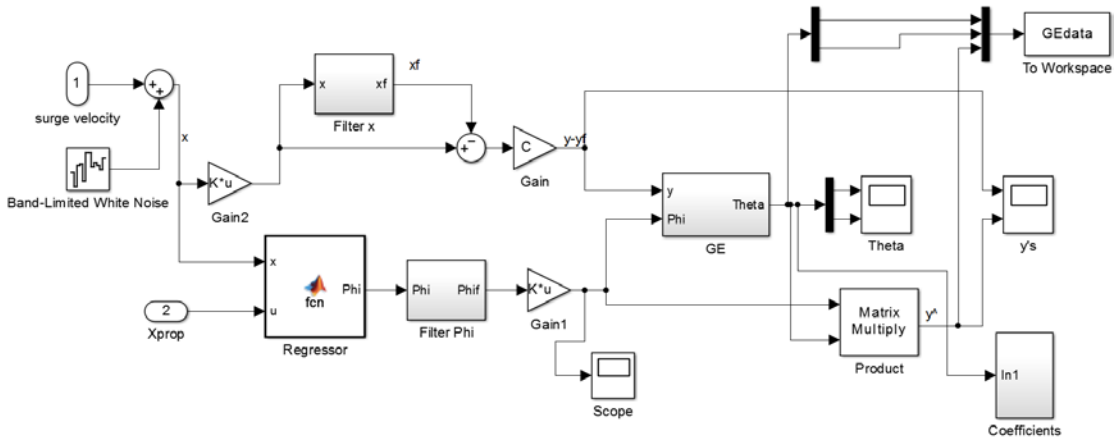 GEdata
To Workspace
1
surge velocity
+
+
x
xf
x
xf
Filter x
Band-Limited White Noise
K*u
Gain2
+
−
C
Gain
y-yf
y
Phi
Theta
GE
Theta
y's
x
u
fcn
Phi
Regressor
2
Xprop
Phi
Phif
Filter Phi
K*u
Gain1
Scope
Matrix
Multiply
Product
y^
In1
Coefficients